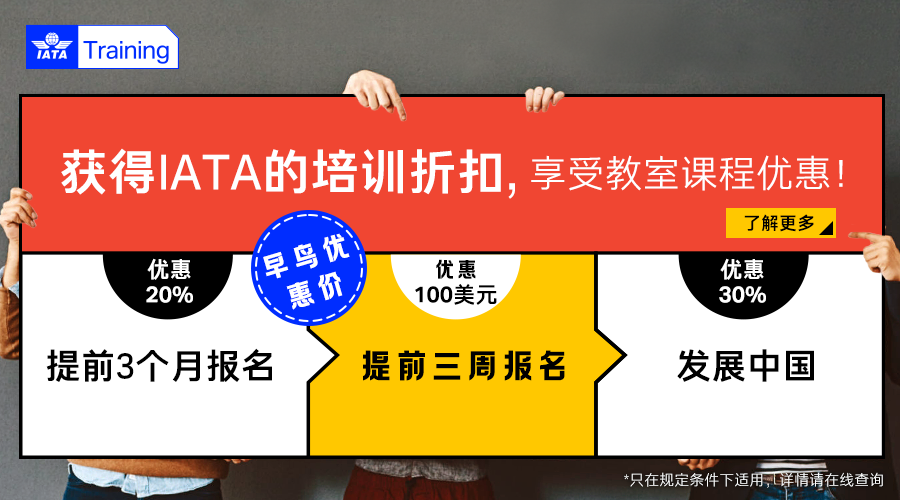 IATA
Training
获得IATA的培训折扣，享受教室课程优惠！
了解更多
早鸟优
惠价
优惠
20%
提前3个月报名
优惠
100美元
提前三周报名
优惠
30%
发展中国
*只在规定条件下适用，详情请在线查询